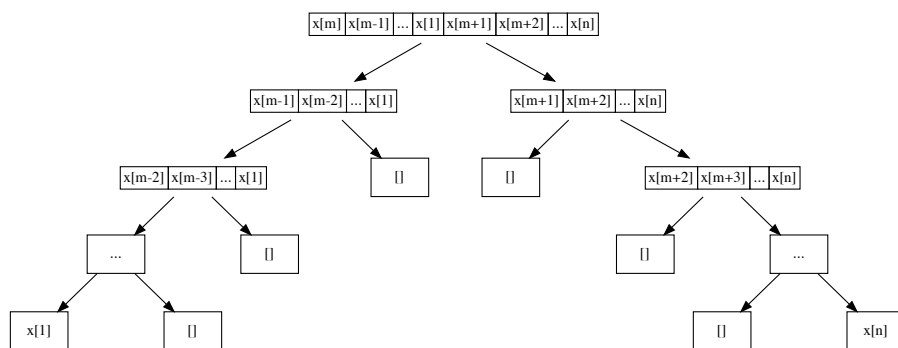 x[m] x[m-1] ... x[1] x[m+1] x[m+2] ... x[n]
x[m-1] x[m-2] ... x[1] x[m+1] x[m+2] ... x[n]
x[m-2] x[m-3] ... x[1] [] [] x[m+2] x[m+3] ... x[n]
... [] [] ...
x[1] [] [] x[n]